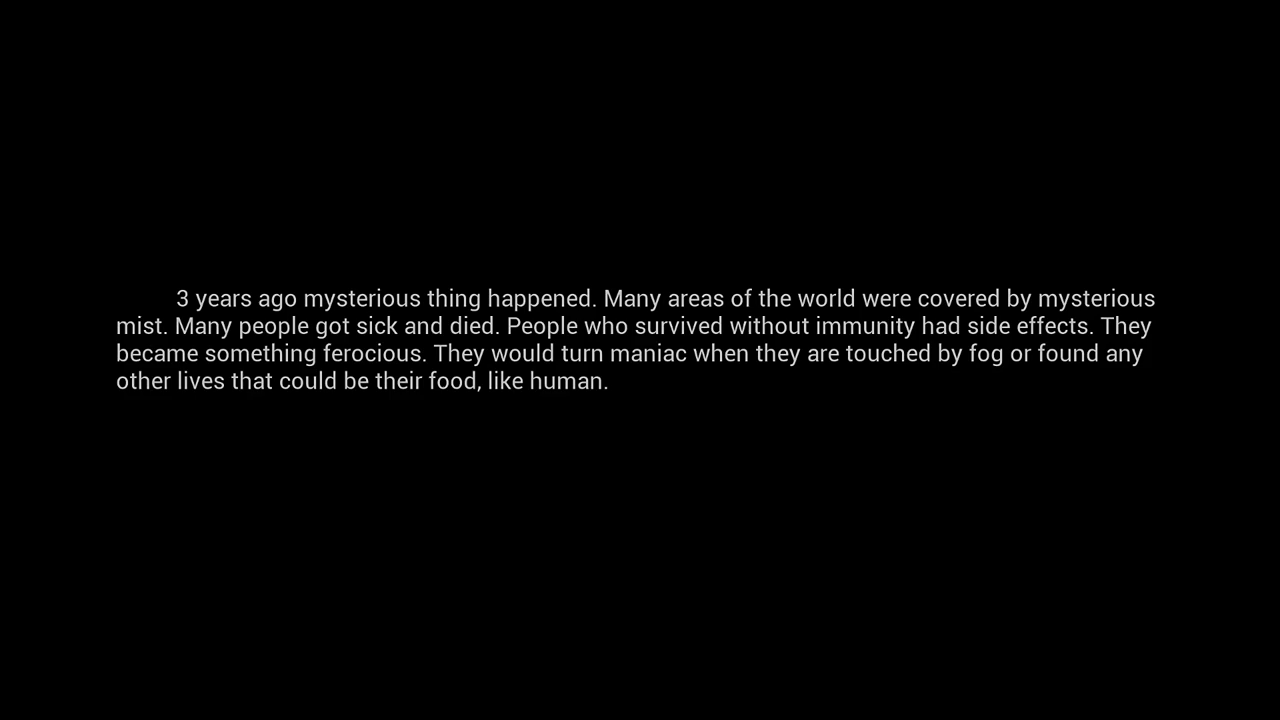 3 years ago mysterious thing happened. Many areas of the world were covered by mysterious
mist. Many people got sick and died. People who survived without immunity had side effects. They
became something ferocious. They would turn maniac when they are touched by fog or found any
other lives that could be their food, like human.